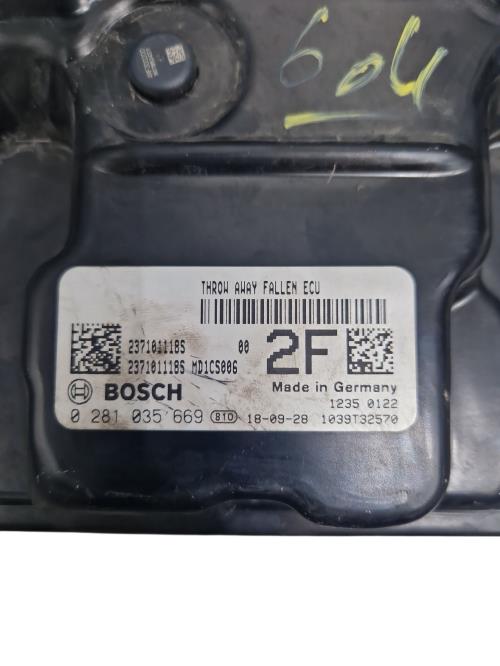 604
THROW AWAY FALLEN ECU
237101118S 00
237101118S MD1CS006
2F
BOSCH
Made in Germany
1235 0122
0 281 035 669 BTD 18-09-28 1039T32570